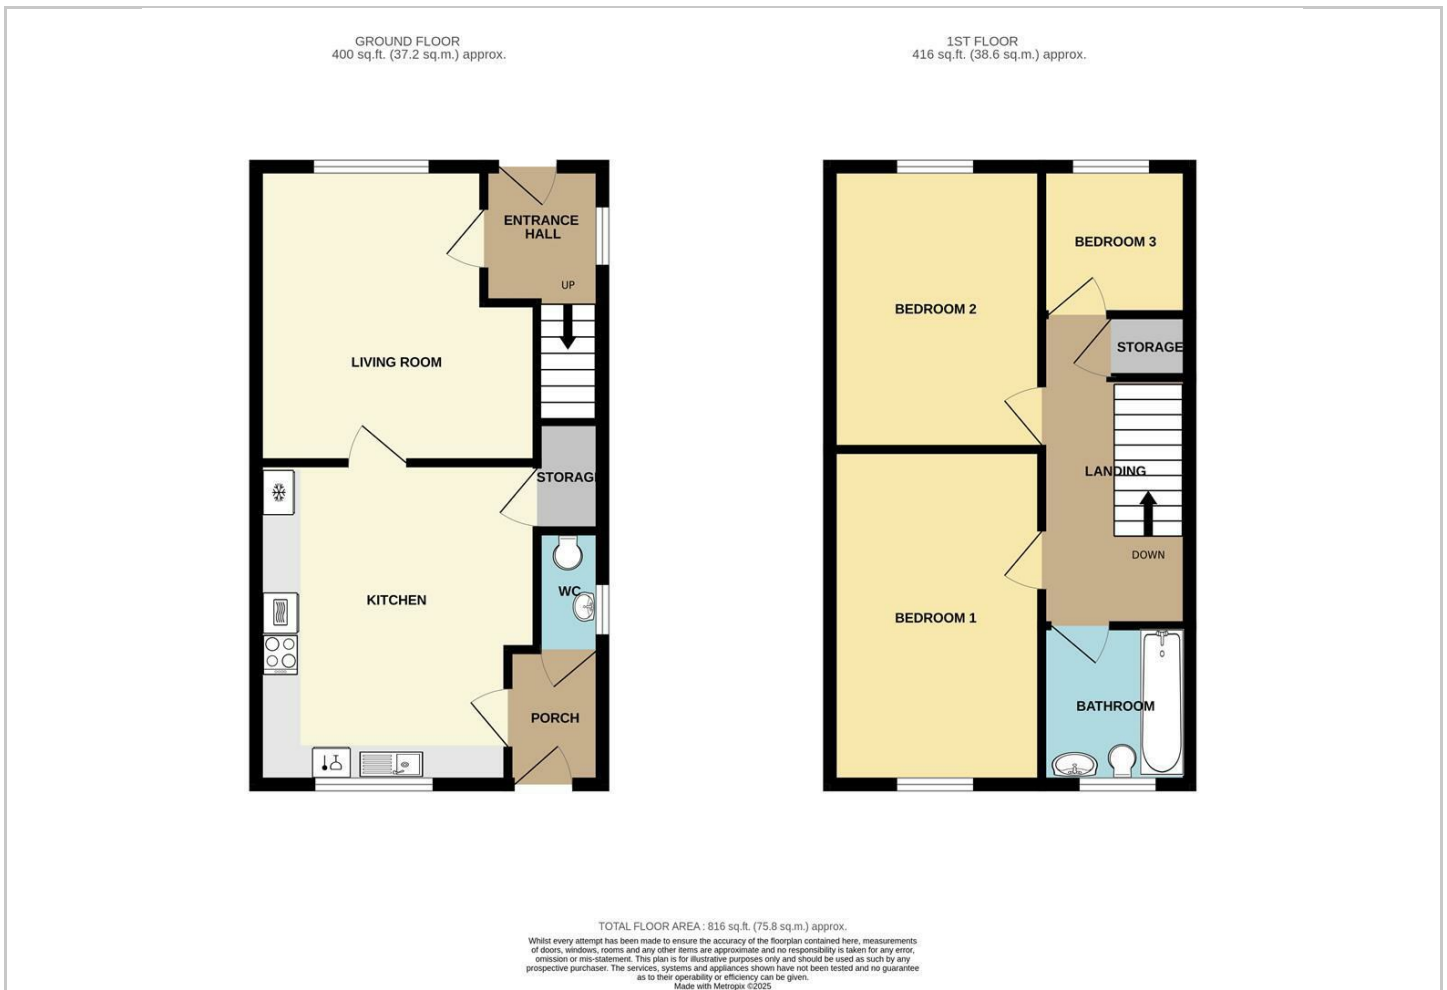 GROUND FLOOR
400 sq.ft. (37.2 sq.m.) approx.
1ST FLOOR
416 sq.ft. (38.6 sq.m.) approx.
ENTRANCE
HALL
UP
LIVING ROOM
STORAGE
KITCHEN
WC
PORCH
BEDROOM 3
BEDROOM 2
STORAGE
LANDING
DOWN
BEDROOM 1
BATHROOM
TOTAL FLOOR AREA : 816 sq.ft. (75.8 sq.m.) approx.
Whilst every attempt has been made to ensure the accuracy of the floorplan contained here, measurements
of doors, windows, rooms and any other items are approximate and no responsibility is taken for any error,
omission or mis-statement. This plan is for illustrative purposes only and should be used as such by any
prospective purchaser. The services, systems and appliances shown have not been tested and no guarantee
as to their operability or efficiency can be given.
Made with Metropix ©2025